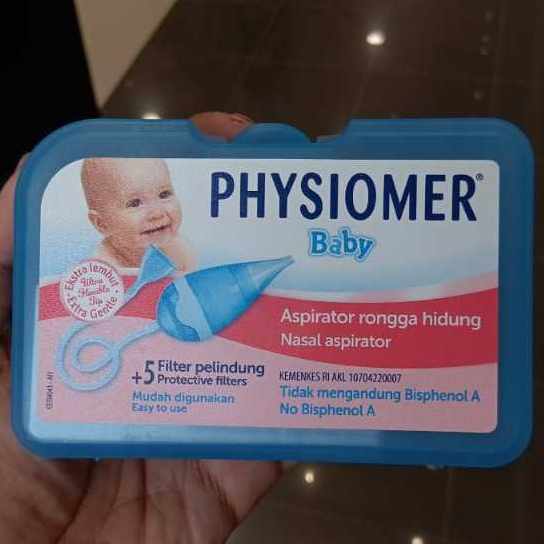 PHYSIOMER®
Baby
Ekstra lembut
Ultra
Flexible
Tip
Extra Gentle
Aspirator rongga hidung
Nasal aspirator
+5 Filter pelindung
Protective filters
Mudah digunakan
Easy to use
KEMENKES RI AKL 10704220007
Tidak mengandung Bisphenol A
No Bisphenol A